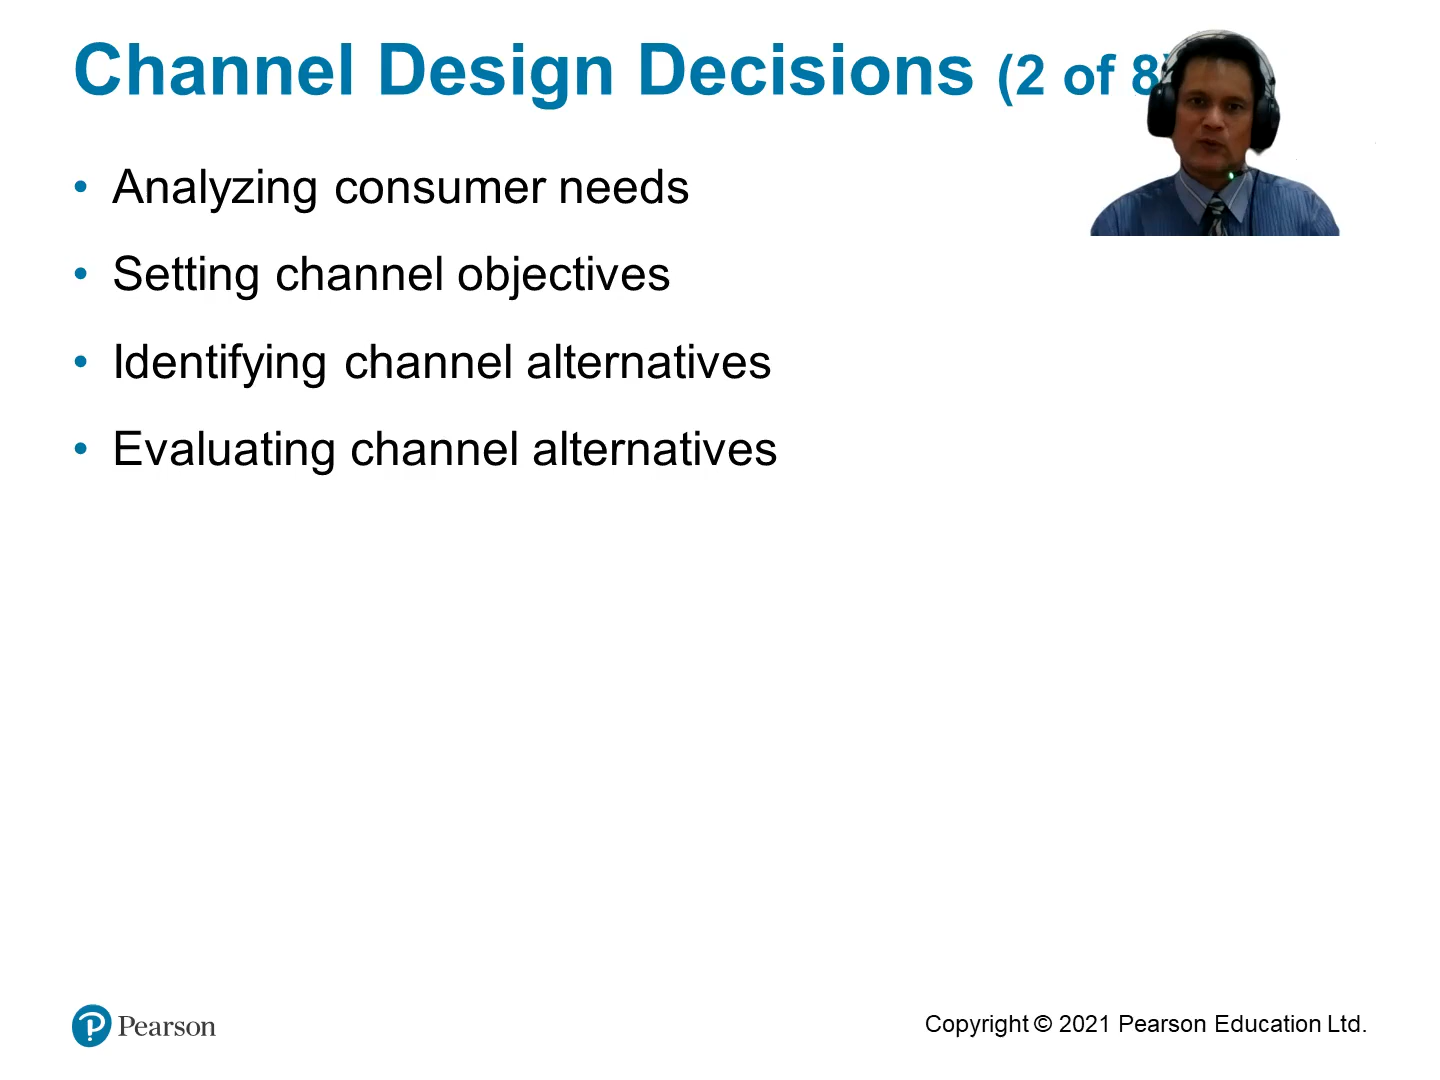 Channel Design Decisions (2 of 8
• Analyzing consumer needs
• Setting channel objectives
• Identifying channel alternatives
• Evaluating channel alternatives
Pearson
Copyright © 2021 Pearson Education Ltd.